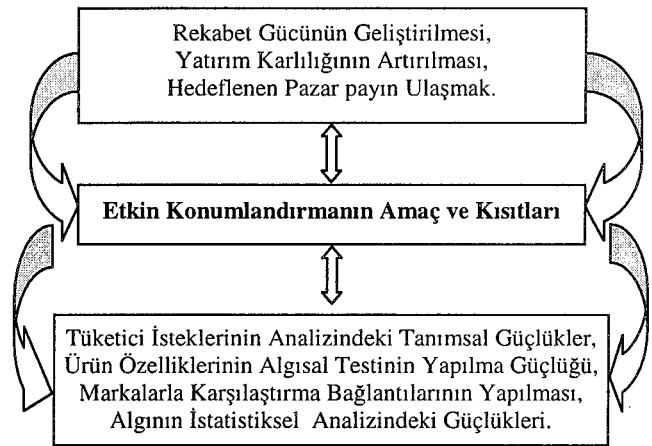 Rekabet Gücünün Geliştirilmesi,
Yatırım Karlılığının Artırılması,
Hedeflenen Pazar payın Ulaşmak.
Etkin Konumlandırmanın Amaç ve Kısıtları
Tüketici İsteklerinin Analizindeki Tanımsal Güçlükler,
Ürün Özelliklerinin Algısal Testinin Yapılma Güçlüğü,
Markalarla Karşılaştırma Bağlantılarının Yapılması,
Algının İstatistiksel Analizindeki Güçlükleri.